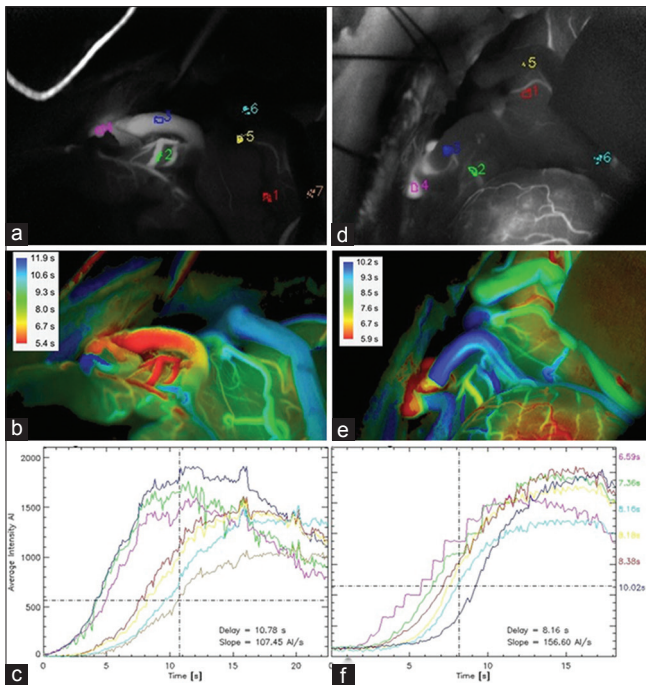 3
6
2
5
1
7
a
5
1
2
6
4
d
11.9 s
10.6 s
9.3 s
8.0 s
6.7 s
5.4 s
b
10.2 s
9.3 s
8.5 s
7.6 s
6.7 s
5.9 s
e
2000
1500
1000
500
0
Average Intensity AI
Delay = 10.78 s
Slope = 107.45 AI/s
0 5 10 15 20
Time [s]
c
6.59s
7.36s
8.16s
8.18s
8.38s
10.02s
Delay = 8.16 s
Slope = 156.60 AI/s
0 5 10 15
Time [s]
f